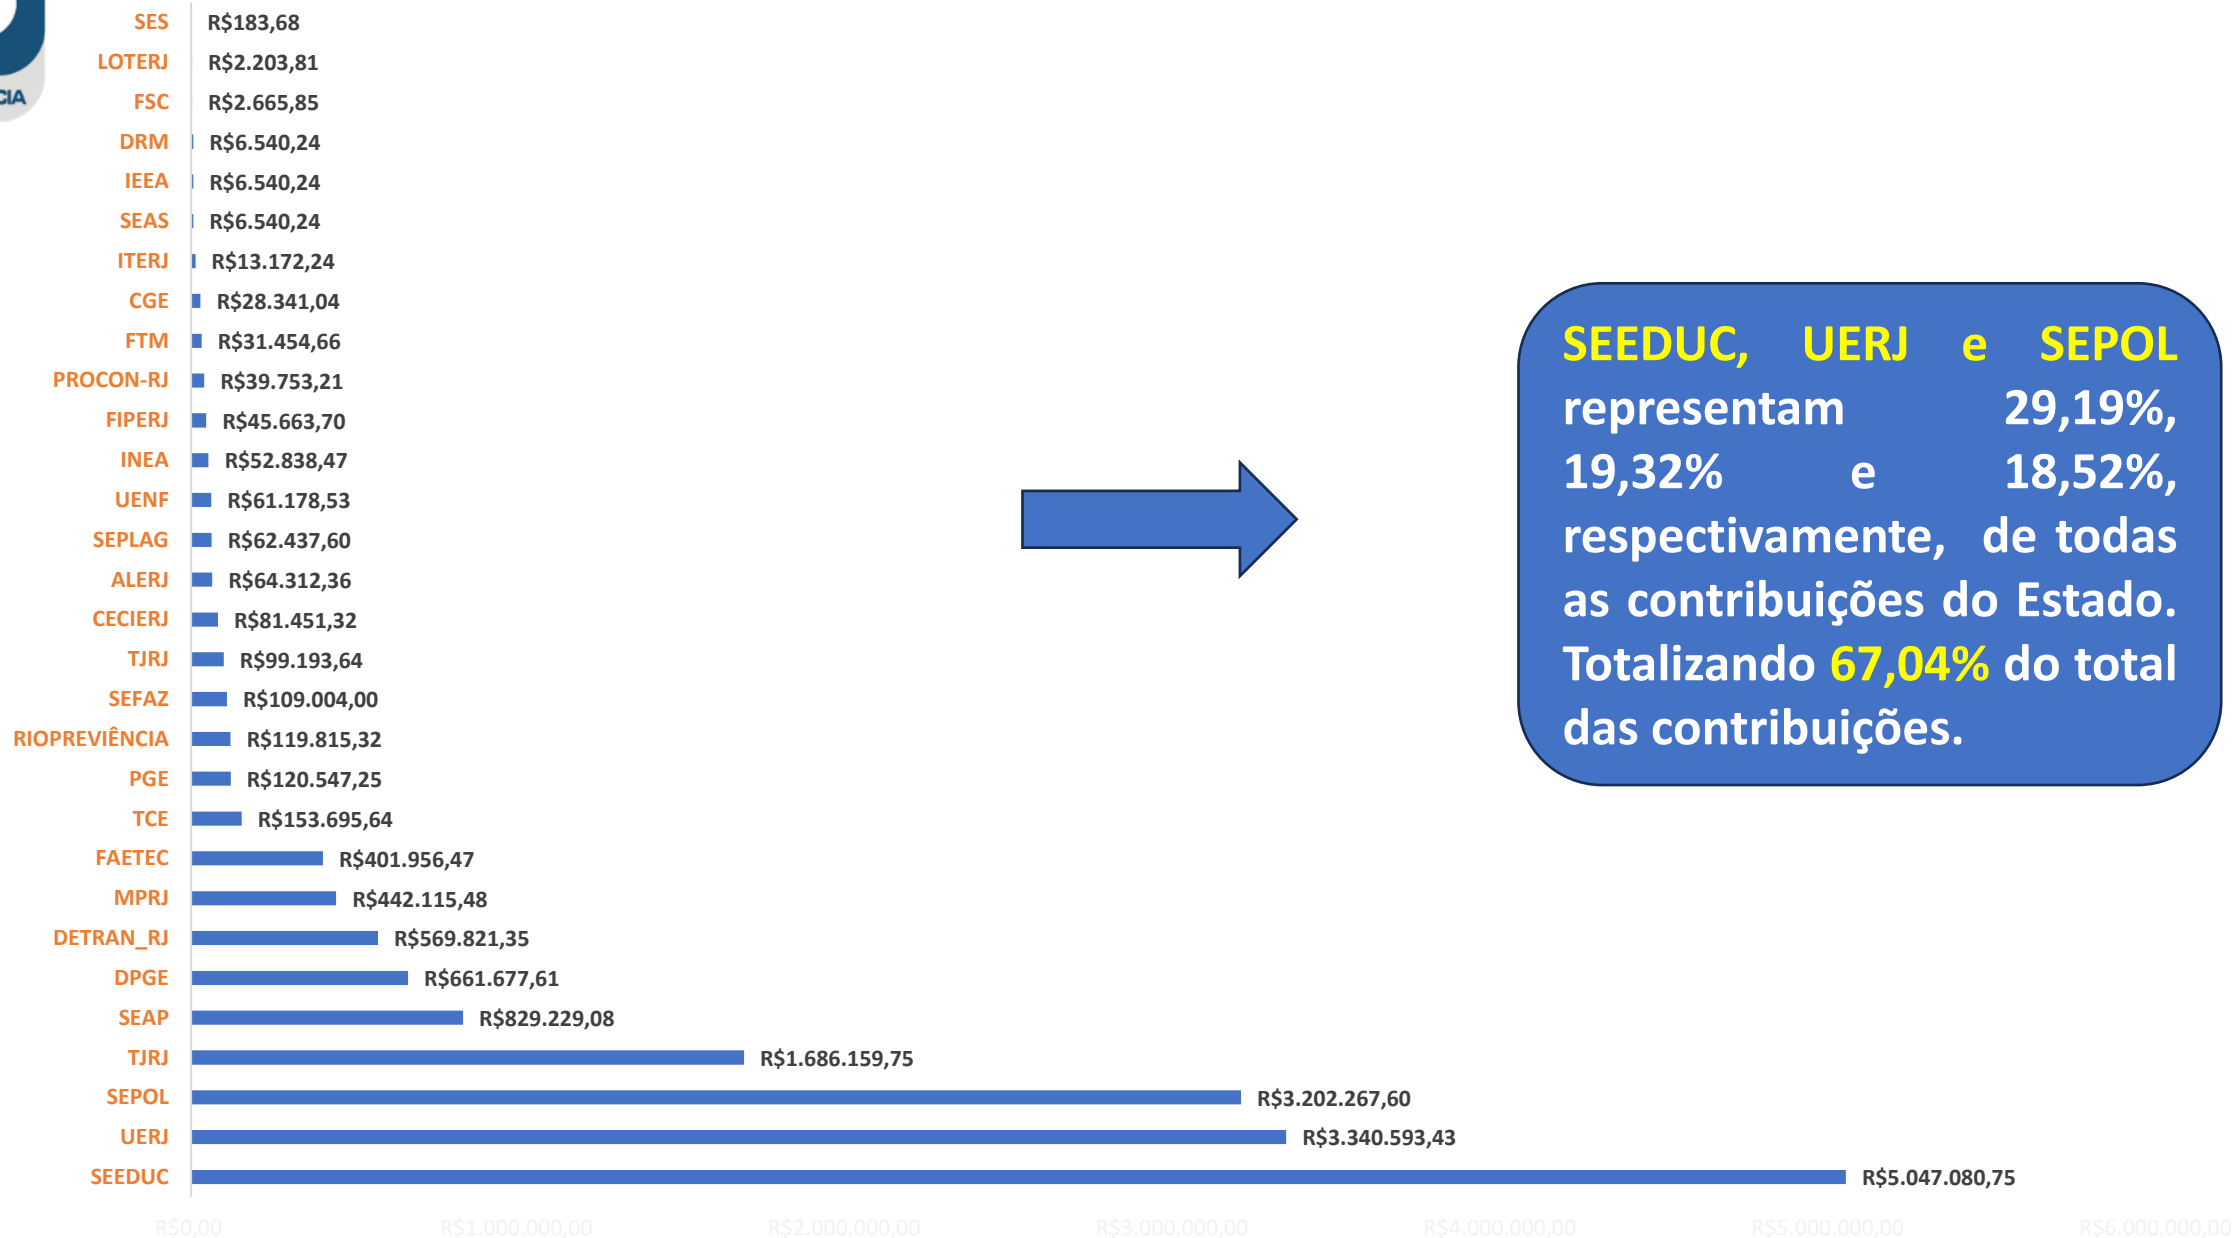 CIA
SES R$183,68
LOTERJ R$2.203,81
FSC R$2.665,85
DRM R$6.540,24
IEEA R$6.540,24
SEAS R$6.540,24
ITERJ R$13.172,24
CGE R$28.341,04
FTM R$31.454,66
PROCON-RJ R$39.753,21
FIPERJ R$45.663,70
INEA R$52.838,47
UENF R$61.178,53
SEPLAG R$62.437,60
ALERJ R$64.312,36
CECIERJ R$81.451,32
TJRJ R$99.193,64
SEFAZ R$109.004,00
RIOPREVIÊNCIA R$119.815,32
PGE R$120.547,25
TCE R$153.695,64
FAETEC R$401.956,47
MPRJ R$442.115,48
DETRAN_RJ R$569.821,35
DPGE R$661.677,61
SEAP R$829.229,08
TJRJ R$1.686.159,75
SEPOL R$3.202.267,60
UERJ R$3.340.593,43
SEEDUC R$5.047.080,75
R$0,00 R$1.000.000,00 R$2.000.000,00 R$3.000.000,00 R$4.000.000,00 R$5.000.000,00 R$6.000.000,00
SEEDUC, UERJ e SEPOL
representam 29,19%,
19,32% e 18,52%,
respectivamente, de todas
as contribuições do Estado.
Totalizando 67,04% do total
das contribuições.